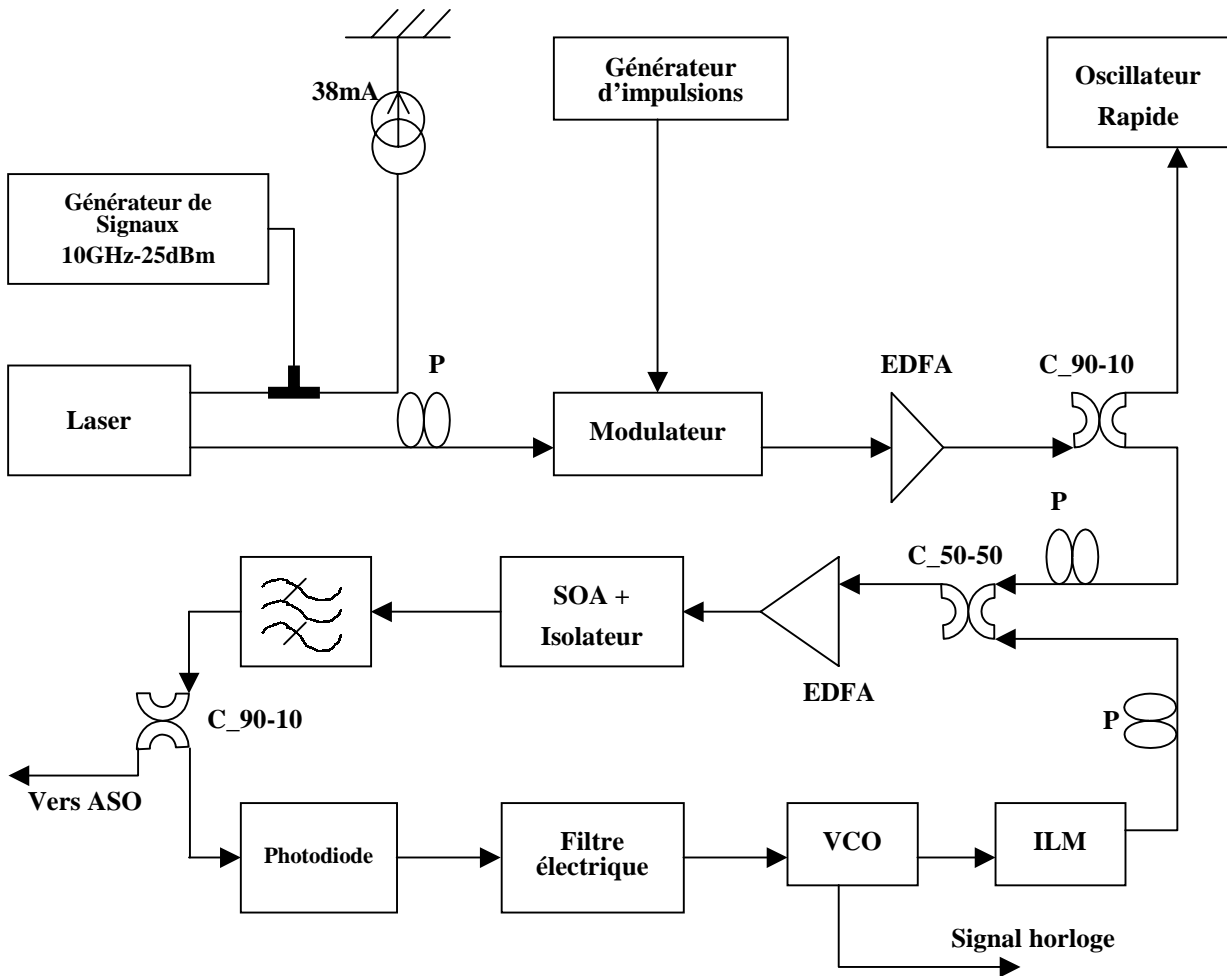 Générateur
d'impulsions
Oscillateur
Rapide
38mA
Générateur de
Signaux
10GHz-25dBm
P
EDFA
C_90-10
Laser
Modulateur
P
C_50-50
SOA +
Isolateur
EDFA
P
C_90-10
Vers ASO
Photodiode
Filtre
électrique
VCO
ILM
Signal horloge